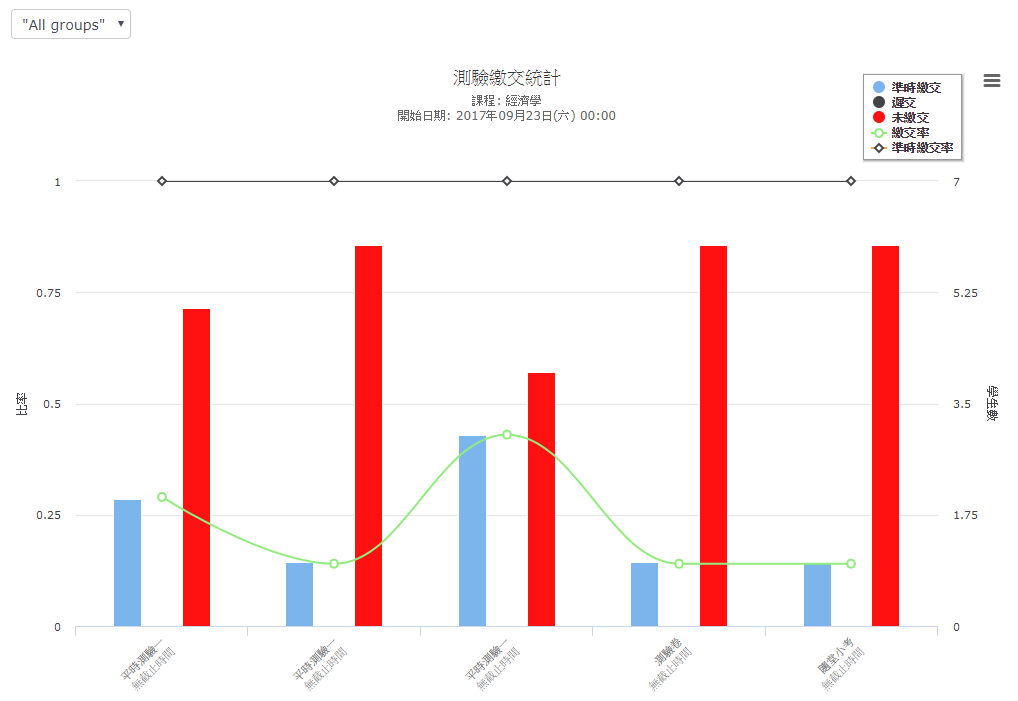 "All groups" ▼
測驗繳交統計
課程: 經濟學
開始日期: 2017年09月23日(六) 00:00
準時繳交
遲交
未繳交
繳交率
準時繳交率
1
0.75
0.5
0.25
0
比率
7
5.25
3.5
1.75
0
學生數
平時測驗一
無截止時間
平時測驗二
無截止時間
平時測驗一
無截止時間
測驗卷
無截止時間
隨堂小考
無截止時間